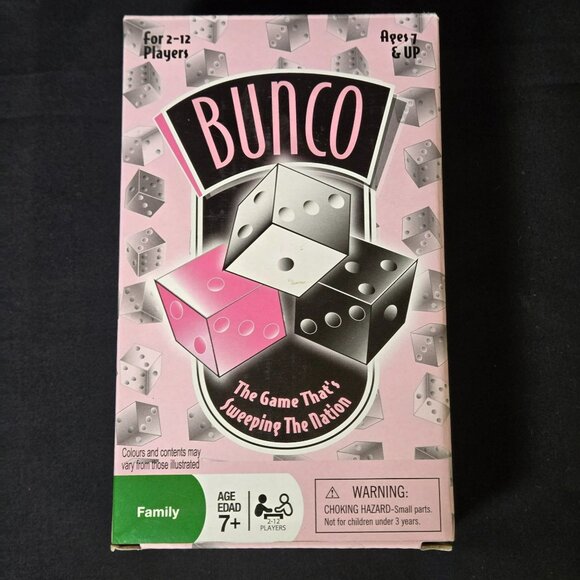 For 2-12
Players
Ages 7
& UP
BUNCO
The Game That's
Sweeping The Nation
Colours and contents may
vary from those illustrated
Family
AGE
EDAD
7+
2-12
PLAYERS
WARNING:
CHOKING HAZARD-Small parts.
Not for children under 3 years.